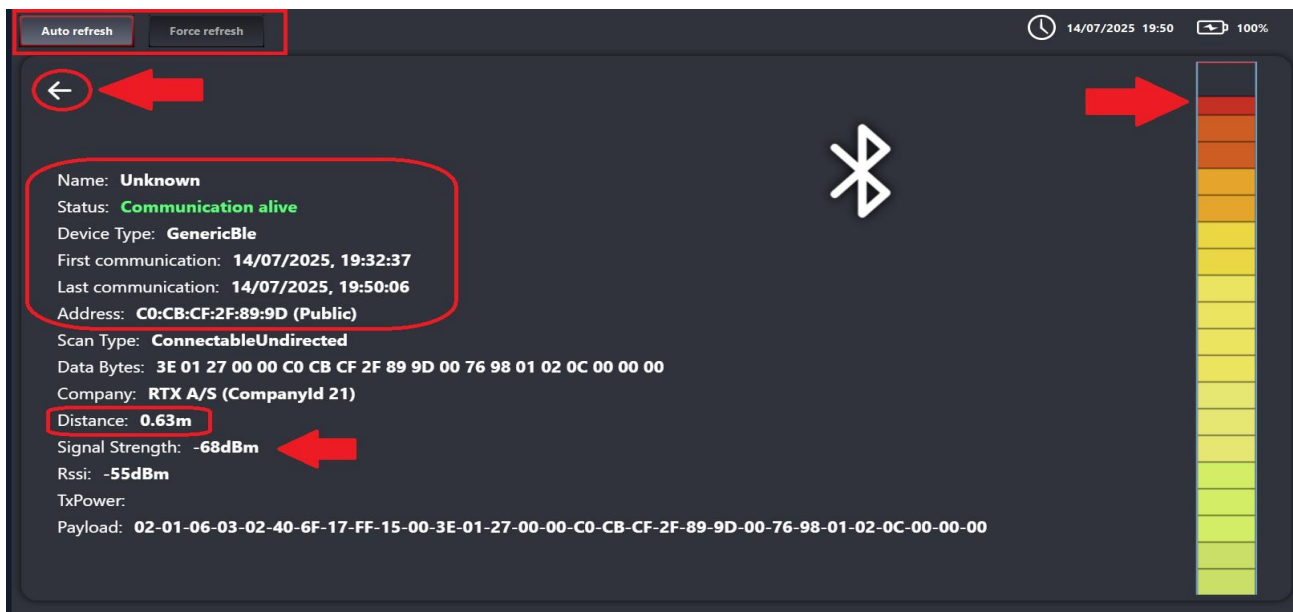 Auto refresh
Force refresh
14/07/2025 19:50
100%
Name: Unknown
Status: Communication alive
Device Type: GenericBle
First communication: 14/07/2025, 19:32:37
Last communication: 14/07/2025, 19:50:06
Address: C0:CB:CF:2F:89:9D (Public)
Scan Type: ConnectableUndirected
Data Bytes: 3E 01 27 00 00 C0 CB CF 2F 89 9D 00 76 98 01 02 0C 00 00 00
Company: RTX A/S (CompanyId 21)
Distance: 0.63m
Signal Strength: -68dBm
Rssi: -55dBm
TxPower:
Payload: 02-01-06-03-02-40-6F-17-FF-15-00-3E-01-27-00-00-C0-CB-CF-2F-89-9D-00-76-98-01-02-0C-00-00-00